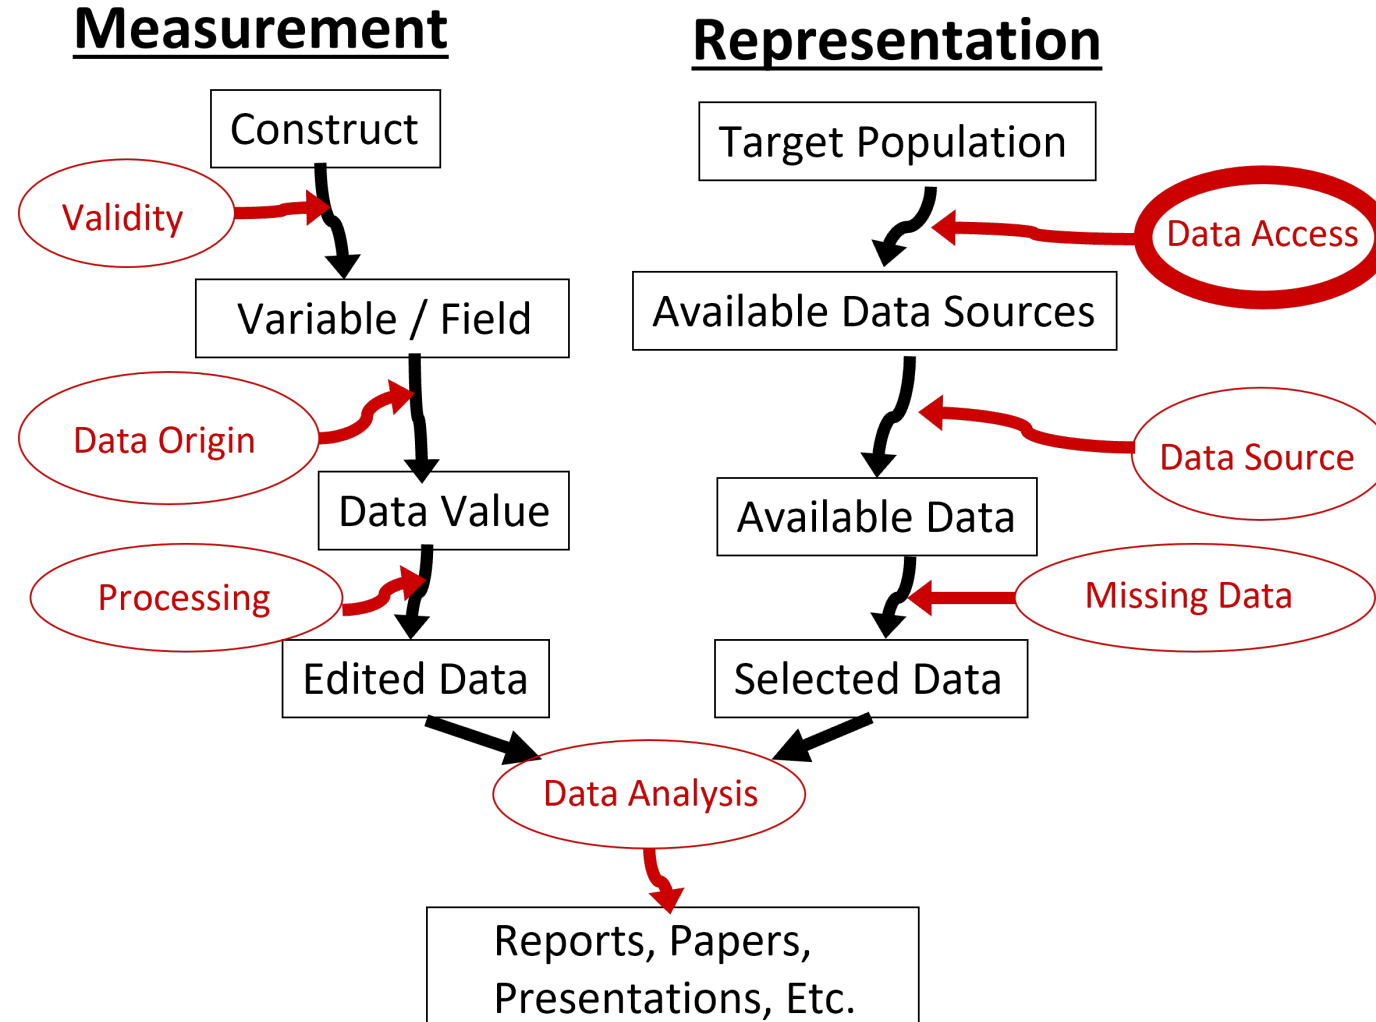 Measurement
Representation
Construct
Target Population
Validity
Data Access
Variable / Field
Available Data Sources
Data Origin
Data Source
Data Value
Available Data
Processing
Missing Data
Edited Data
Selected Data
Data Analysis
Reports, Papers,
Presentations, Etc.